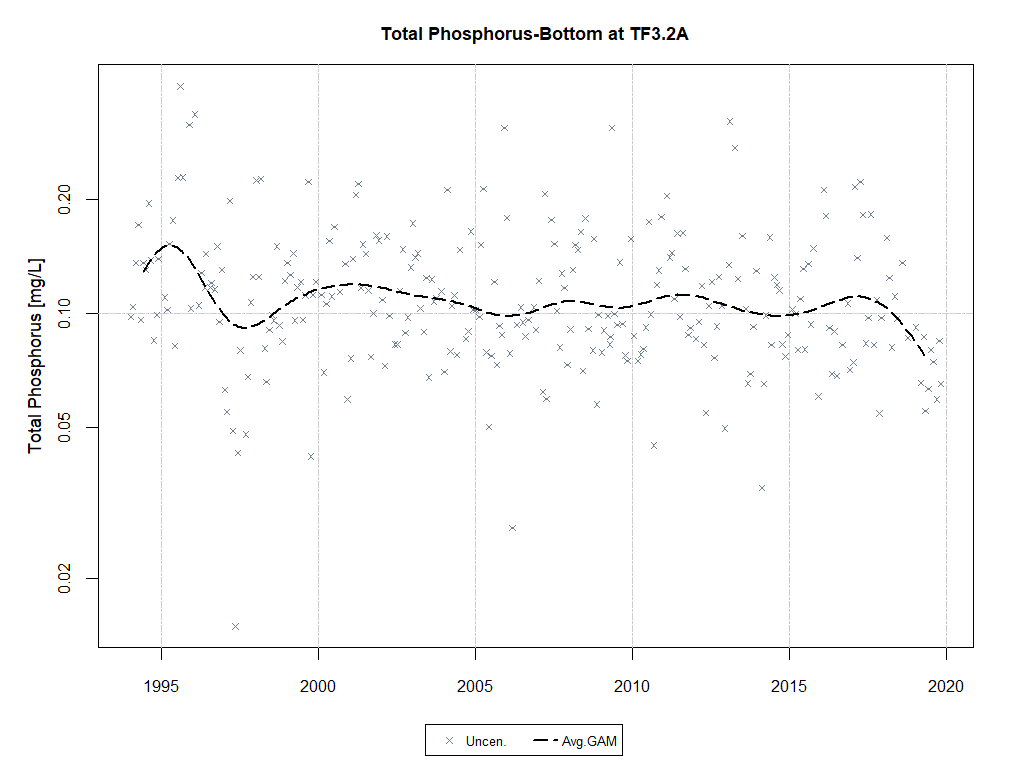 Total Phosphorus-Bottom at TF3.2A
Total Phosphorus [mg/L]
0.20
0.10
0.05
0.02
1995 2000 2005 2010 2015 2020
Uncen. Avg.GAM